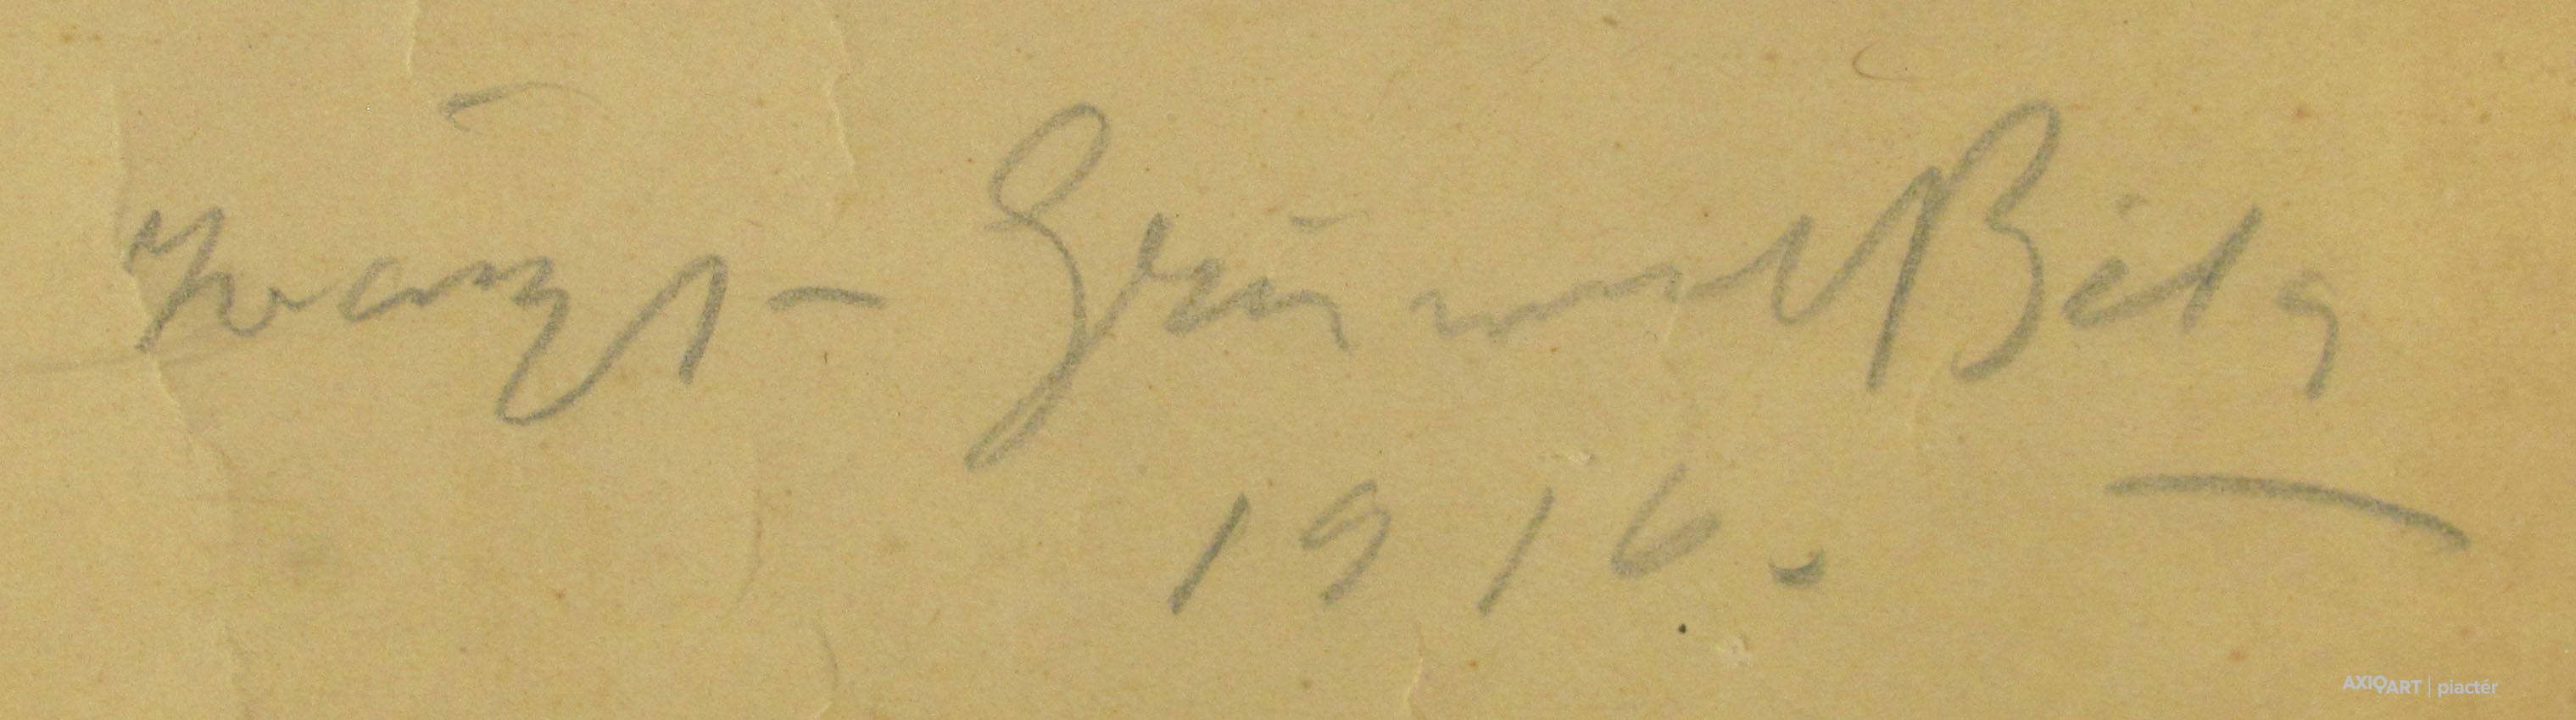 Iványi-Grünwald Béla
1916.
AXIOART | piactér